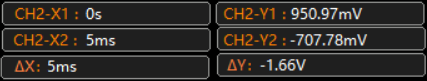 CH2-X1 : 0s
CH2-Y1 : 950.97mV
CH2-X2 : 5ms
CH2-Y2 : -707.78mV
ΔX: 5ms
ΔY: -1.66V